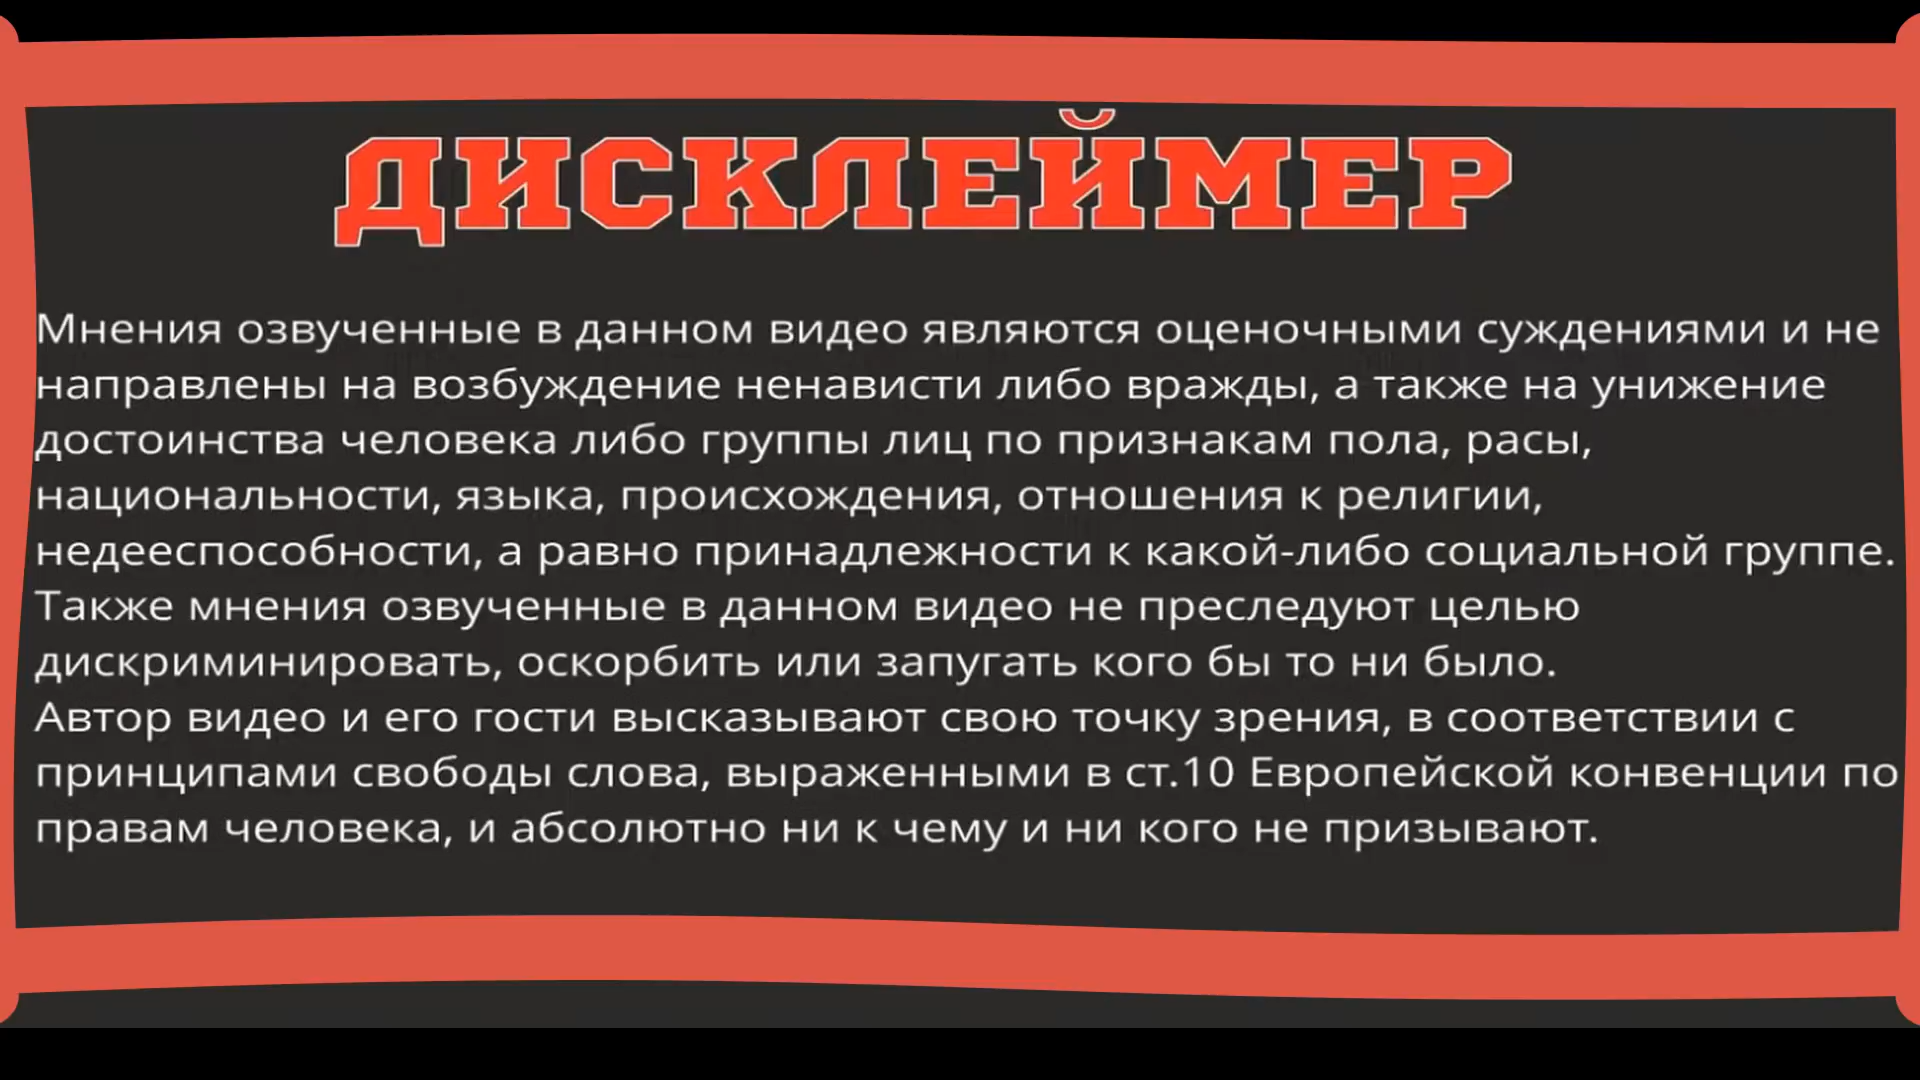 ДИСКЛЕЙМЕР
Мнения озвученные в данном видео являются оценочными суждениями и не
направлены на возбуждение ненависти либо вражды, а также на унижение
достоинства человека либо группы лиц по признакам пола, расы,
национальности, языка, происхождения, отношения к религии,
недееспособности, а равно принадлежности к какой-либо социальной группе.
Также мнения озвученные в данном видео не преследуют целью
дискриминировать, оскорбить или запугать кого бы то ни было.
Автор видео и его гости высказывают свою точку зрения, в соответствии с
принципами свободы слова, выраженными в ст.10 Европейской конвенции по
правам человека, и абсолютно ни к чему и ни кого не призывают.